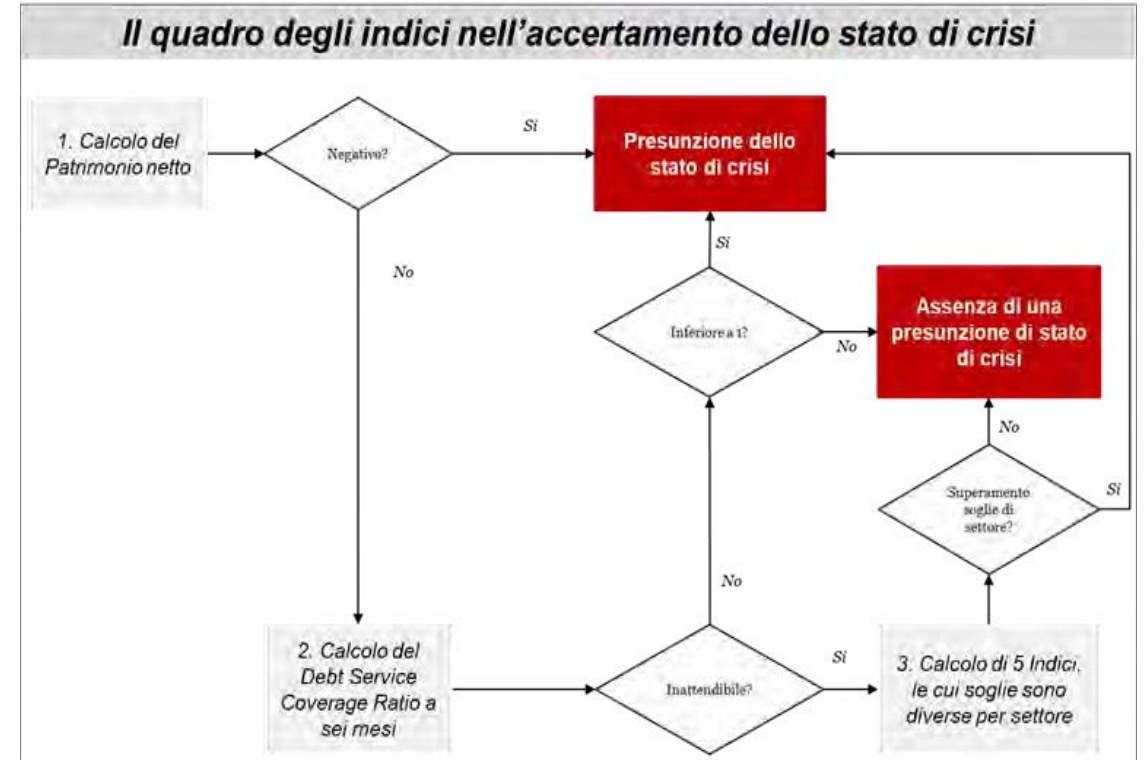 Il quadro degli indici nell'accertamento dello stato di crisi
1. Calcolo del
Patrimonio netto
Negativo?
Si
Presunzione dello
stato di crisi
No
Si
Inferiore a 1?
No
Assenza di una
presunzione di stato
di crisi
No
Superamento
soglie di
settore?
Si
No
2. Calcolo del
Debt Service
Coverage Ratio a
sei mesi
Inattendibile?
Si
3. Calcolo di 5 Indici,
le cui soglie sono
diverse per settore